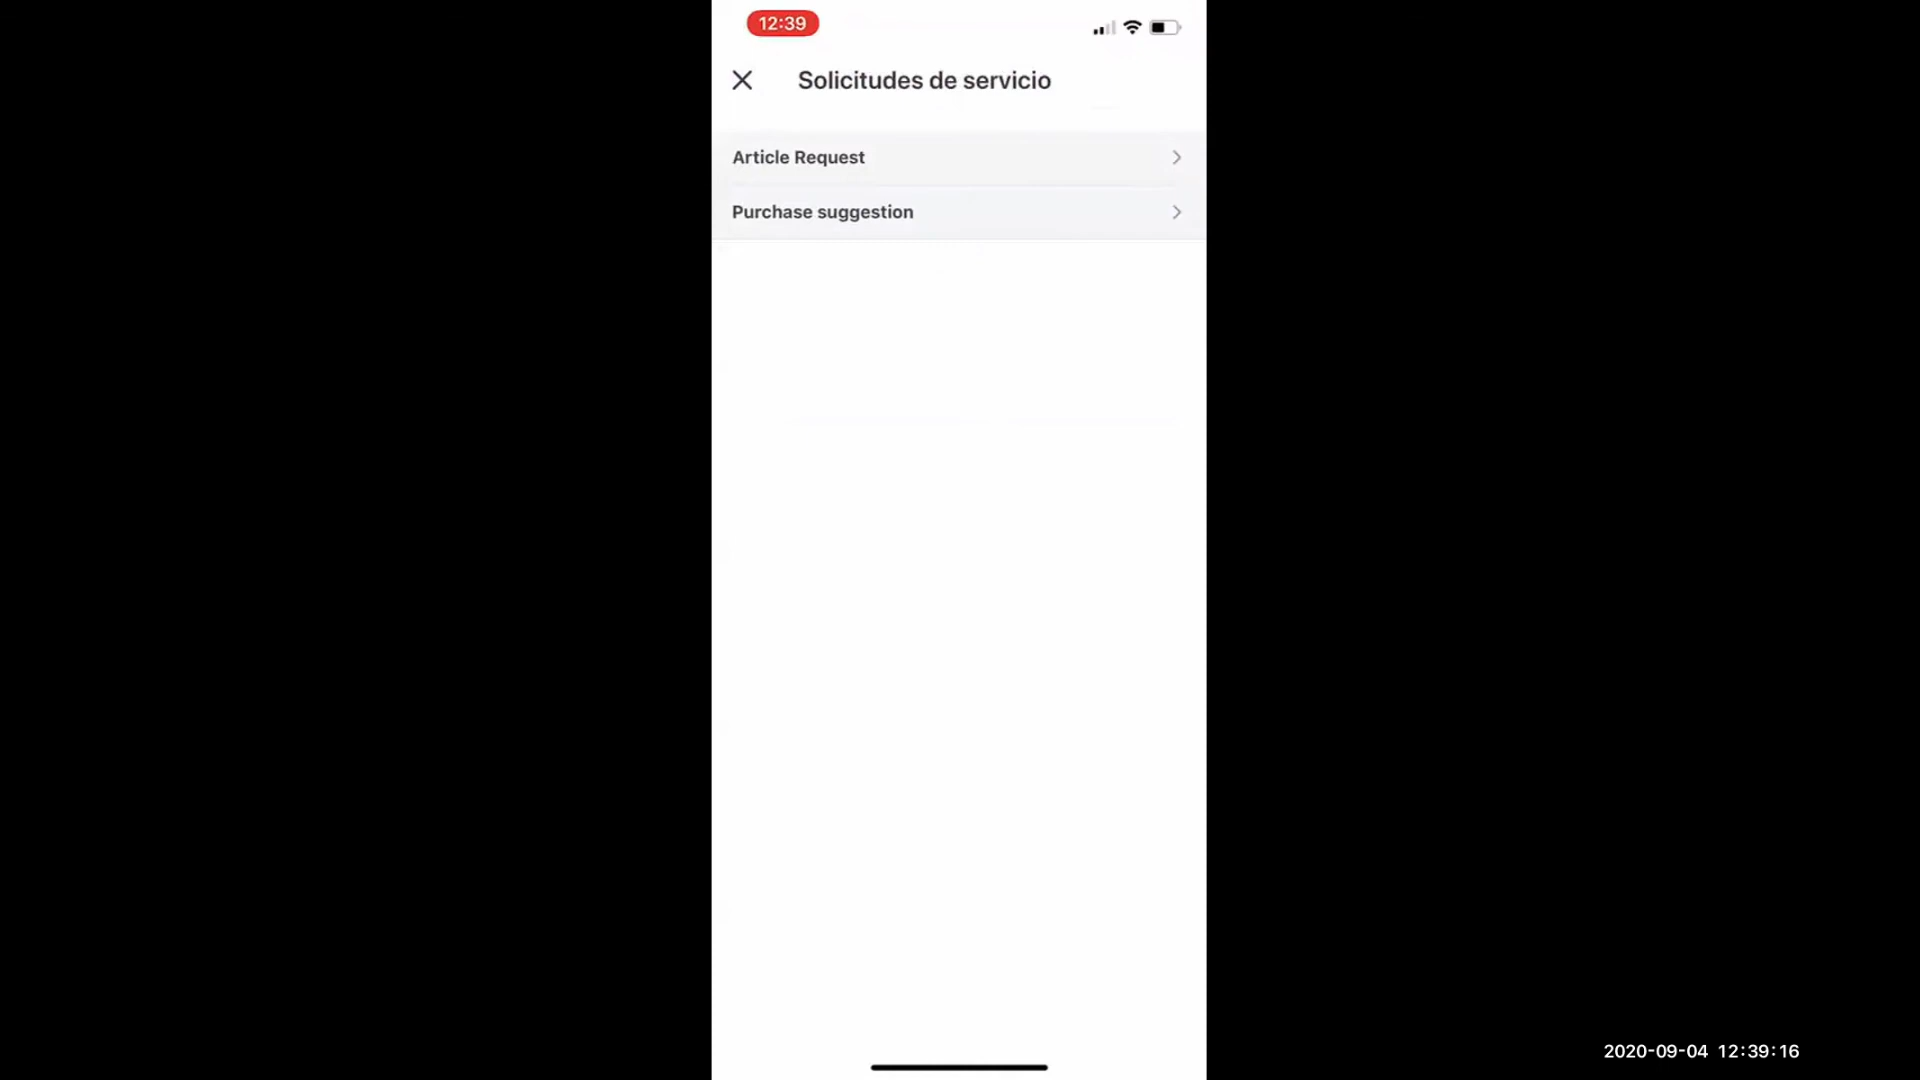 12:39
Solicitudes de servicio
Article Request
Purchase suggestion
2020-09-04 12:39:16